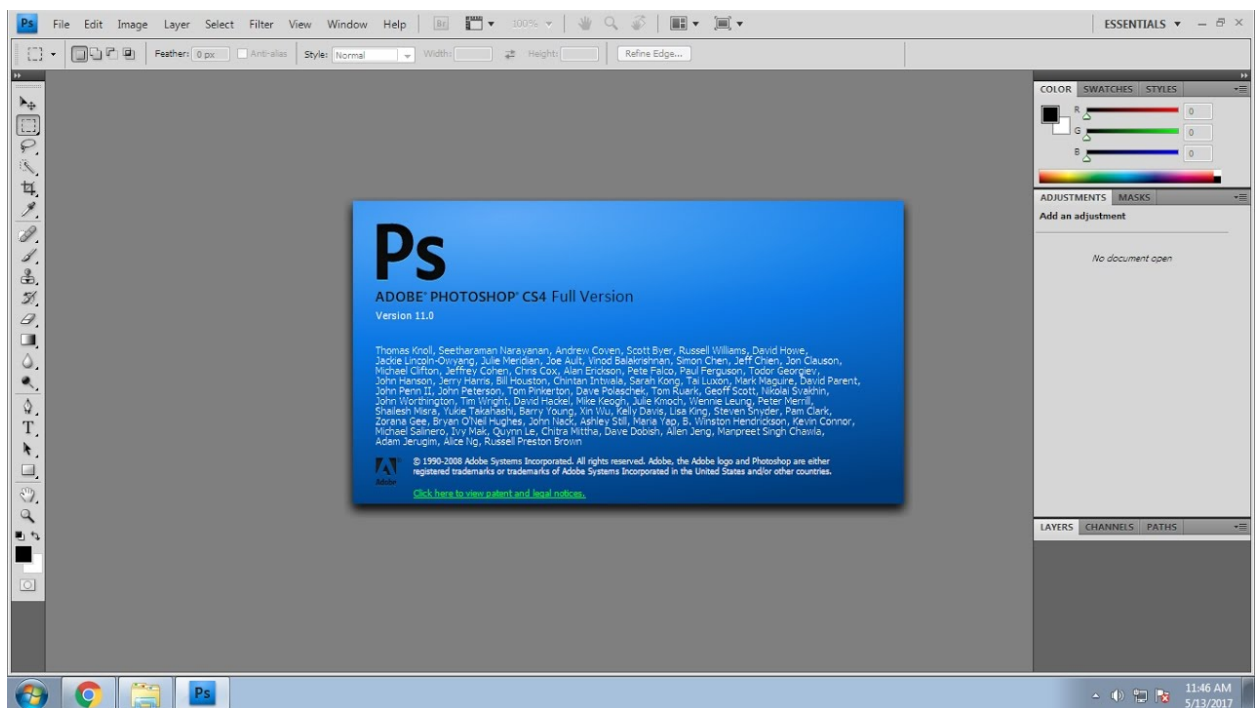 Ps File Edit Image Layer Select Filter View Window Help Br 100% ESSENTIALS
Feather: 0 px Anti-alias Style: Normal Width: Height: Refine Edge...
COLOR SWATCHES STYLES
R 0
G 0
B 0
ADJUSTMENTS MASKS
Add an adjustment
No document open
Ps
ADOBE® PHOTOSHOP® CS4 Full Version
Version 11.0
Thomas Knoll, Seetharaman Narayanan, Andrew Coven, Scott Byer, Russell Williams, David Howe,
Jackie Lincoln-Owyang, Julie Meridian, Joe Ault, Vinod Balakrishnan, Simon Chen, Jeff Chien, Jon Clauson,
Michael Clifton, Jeffrey Cohen, Chris Cox, Alan Erickson, Pete Falco, Paul Ferguson, Todor Georgiev,
John Hanson, Jerry Harris, Bill Houston, Chintan Intwala, Sarah Kong, Tai Luxon, Mark Maguire, David Parent,
John Penn II, John Peterson, Tom Pinkerton, Dave Polaschek, Tom Ruark, Geoff Scott, Nikolai Svakhin,
John Worthington, Tim Wright, David Hackel, Mike Keogh, Julie Kmoch, Wennie Leung, Peter Merrill,
Shailesh Misra, Yukie Takahashi, Barry Young, Xin Wu, Kelly Davis, Lisa King, Steven Snyder, Pam Clark,
Zorana Gee, Bryan O'Neil Hughes, John Nack, Ashley Still, Maria Yap, B. Winston Hendrickson, Kevin Connor,
Michael Salinero, Ivy Mak, Quynn Le, Chitra Mittha, Dave Dobish, Allen Jeng, Manpreet Singh Chawla,
Adam Jerugim, Alice Ng, Russell Preston Brown
Adobe
© 1990-2008 Adobe Systems Incorporated. All rights reserved. Adobe, the Adobe logo and Photoshop are either
registered trademarks or trademarks of Adobe Systems Incorporated in the United States and/or other countries.
Click here to view patent and legal notices.
LAYERS CHANNELS PATHS
T
Ps
11:46 AM
5/13/2017